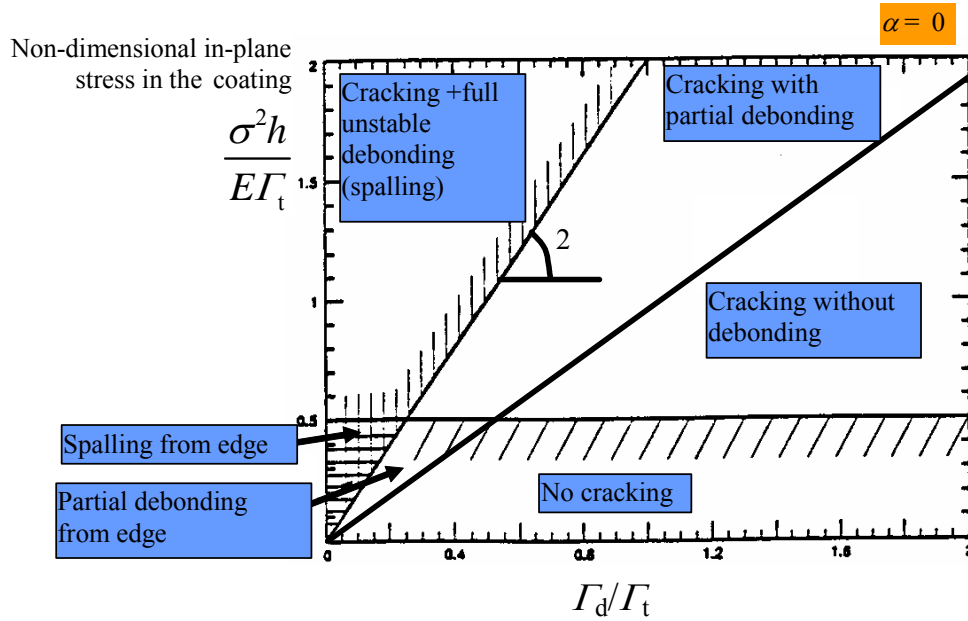 α = 0
Non-dimensional in-plane
stress in the coating
σ²h
EΓt
2
1.5
1
0.5
0
Cracking +full
unstable
debonding
(spalling)
Cracking with
partial debonding
2
Cracking without
debonding
Spalling from edge
Partial debonding
from edge
No cracking
0 0.4 0.8 1.2 1.6 2
Γd/Γt